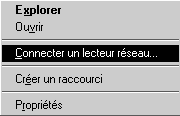 Explorer
Ouvrir
Connecter un lecteur réseau...
Créer un raccourci
Propriétés